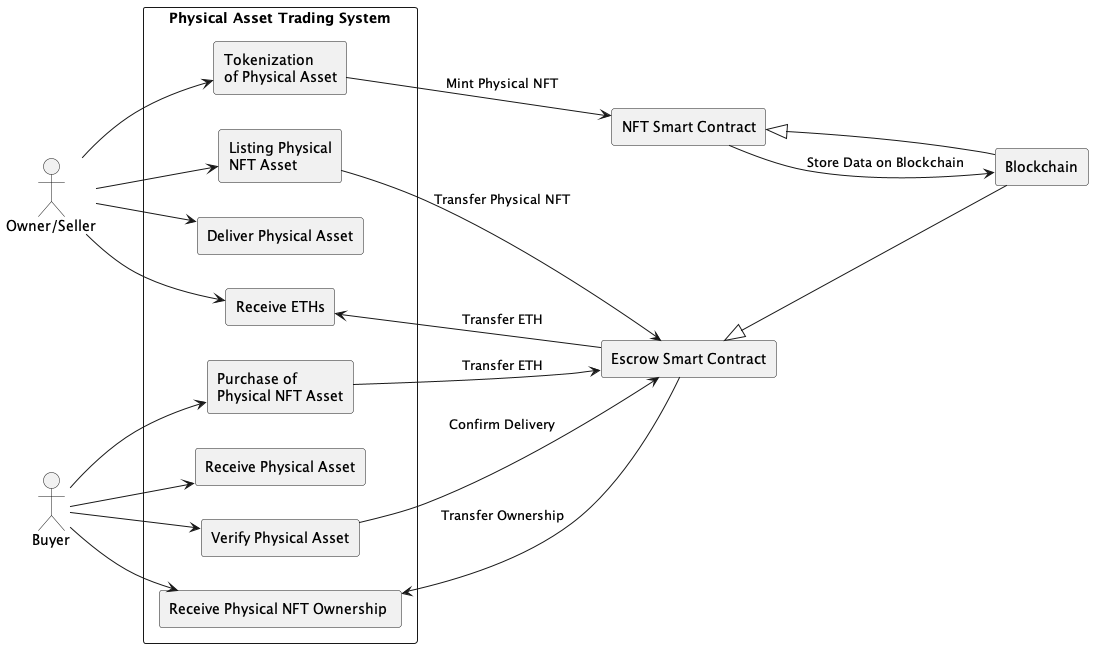 Physical Asset Trading System
Tokenization
of Physical Asset
Mint Physical NFT
NFT Smart Contract
Listing Physical
NFT Asset
Store Data on Blockchain
Blockchain
Transfer Physical NFT
Owner/Seller
Deliver Physical Asset
Receive ETHs
Transfer ETH
Escrow Smart Contract
Transfer ETH
Purchase of
Physical NFT Asset
Confirm Delivery
Receive Physical Asset
Transfer Ownership
Verify Physical Asset
Buyer
Receive Physical NFT Ownership